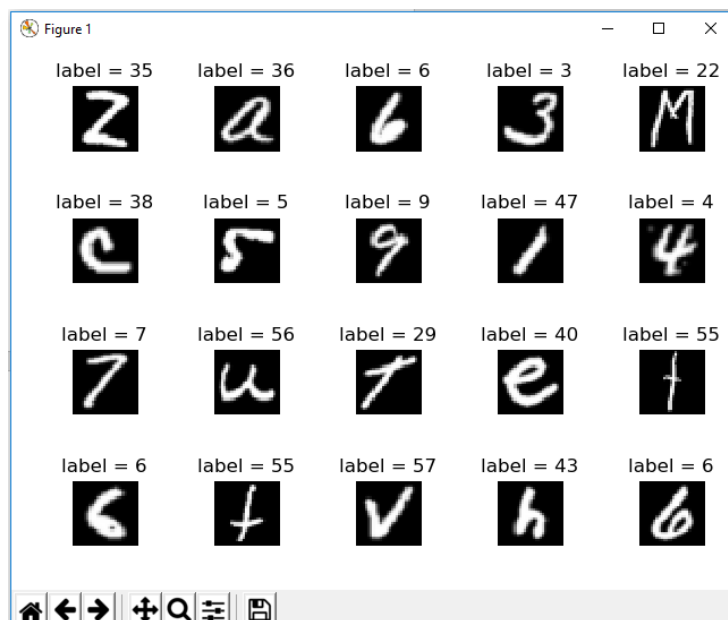 Figure 1
label = 35 label = 36 label = 6 label = 3 label = 22
Z a 6 3 M
label = 38 label = 5 label = 9 label = 47 label = 4
c 5 9 l 4
label = 7 label = 56 label = 29 label = 40 label = 55
7 u T e t
label = 6 label = 55 label = 57 label = 43 label = 6
6 t v h 6